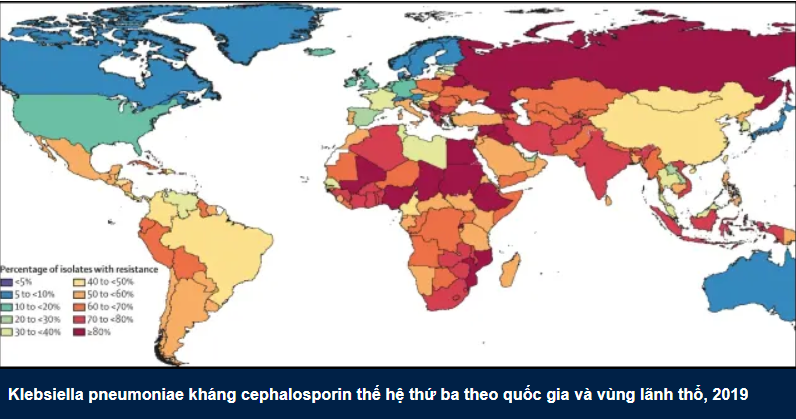 Percentage of isolates with resistance
<5%
5 to <10%
10 to <20%
20 to <30%
30 to <40%
40 to <50%
50 to <60%
60 to <70%
70 to <80%
≥80%
Klebsiella pneumoniae kháng cephalosporin thế hệ thứ ba theo quốc gia và vùng lãnh thổ, 2019